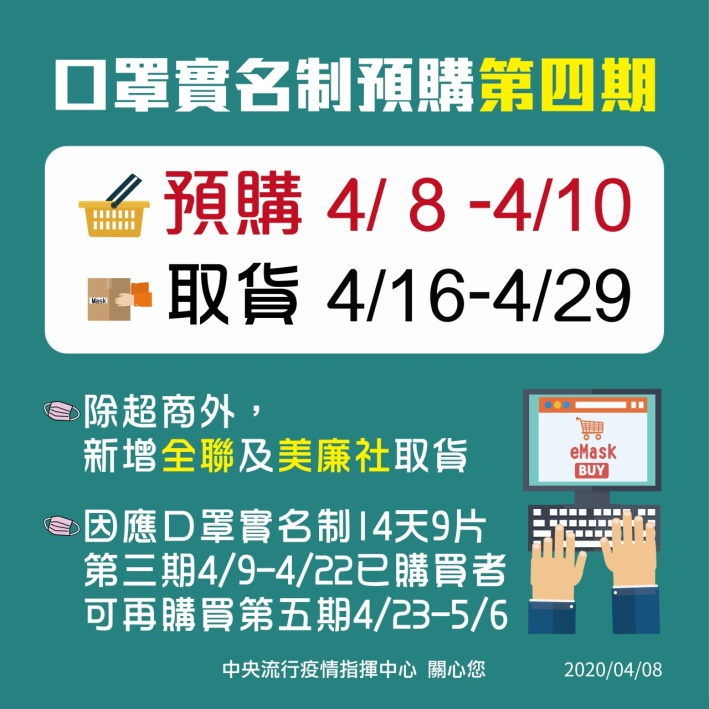 口罩實名制預購第四期
預購 4/ 8 -4/10
Mask
取貨 4/16-4/29
除超商外，
新增全聯及美廉社取貨
eMask
BUY
因應口罩實名制14天9片
第三期4/9-4/22已購買者
可再購買第五期4/23-5/6
中央流行疫情指揮中心 關心您
2020/04/08